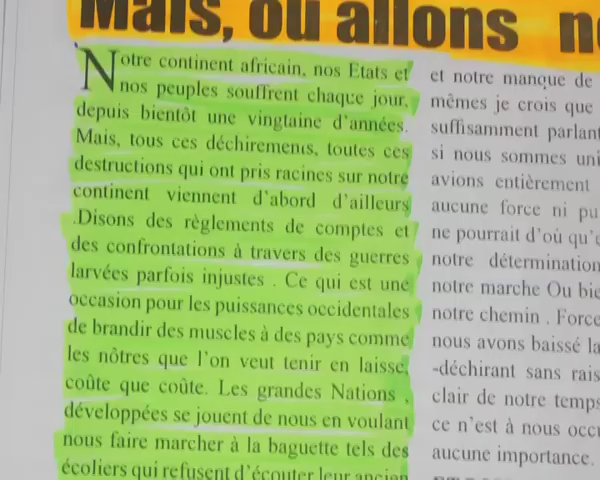 Mais, où allons
Notre continent africain, nos Etats et
nos peuples souffrent chaque jour,
depuis bientôt une vingtaine d'années.
Mais, tous ces déchirements, toutes ces
destructions qui ont pris racines sur notre
continent viennent d'abord d'ailleurs
.Disons des règlements de comptes et
des confrontations à travers des guerres
larvées parfois injustes . Ce qui est une
occasion pour les puissances occidentales
de brandir des muscles à des pays comme
les nôtres que l'on veut tenir en laisse,
coûte que coûte. Les grandes Nations ,
développées se jouent de nous en voulant
nous faire marcher à la baguette tels des
écoliers qui refusent d'écouter leur ancien
et notre manque de
mêmes je crois que
suffisamment parlant
si nous sommes uni
avions entièrement
aucune force ni pu
ne pourrait d'où qu'e
notre détermination
notre marche Ou bie
notre chemin . Force
nous avons baissé la
-déchirant sans rais
clair de notre temps
ce n'est à nous occu
aucune importance.